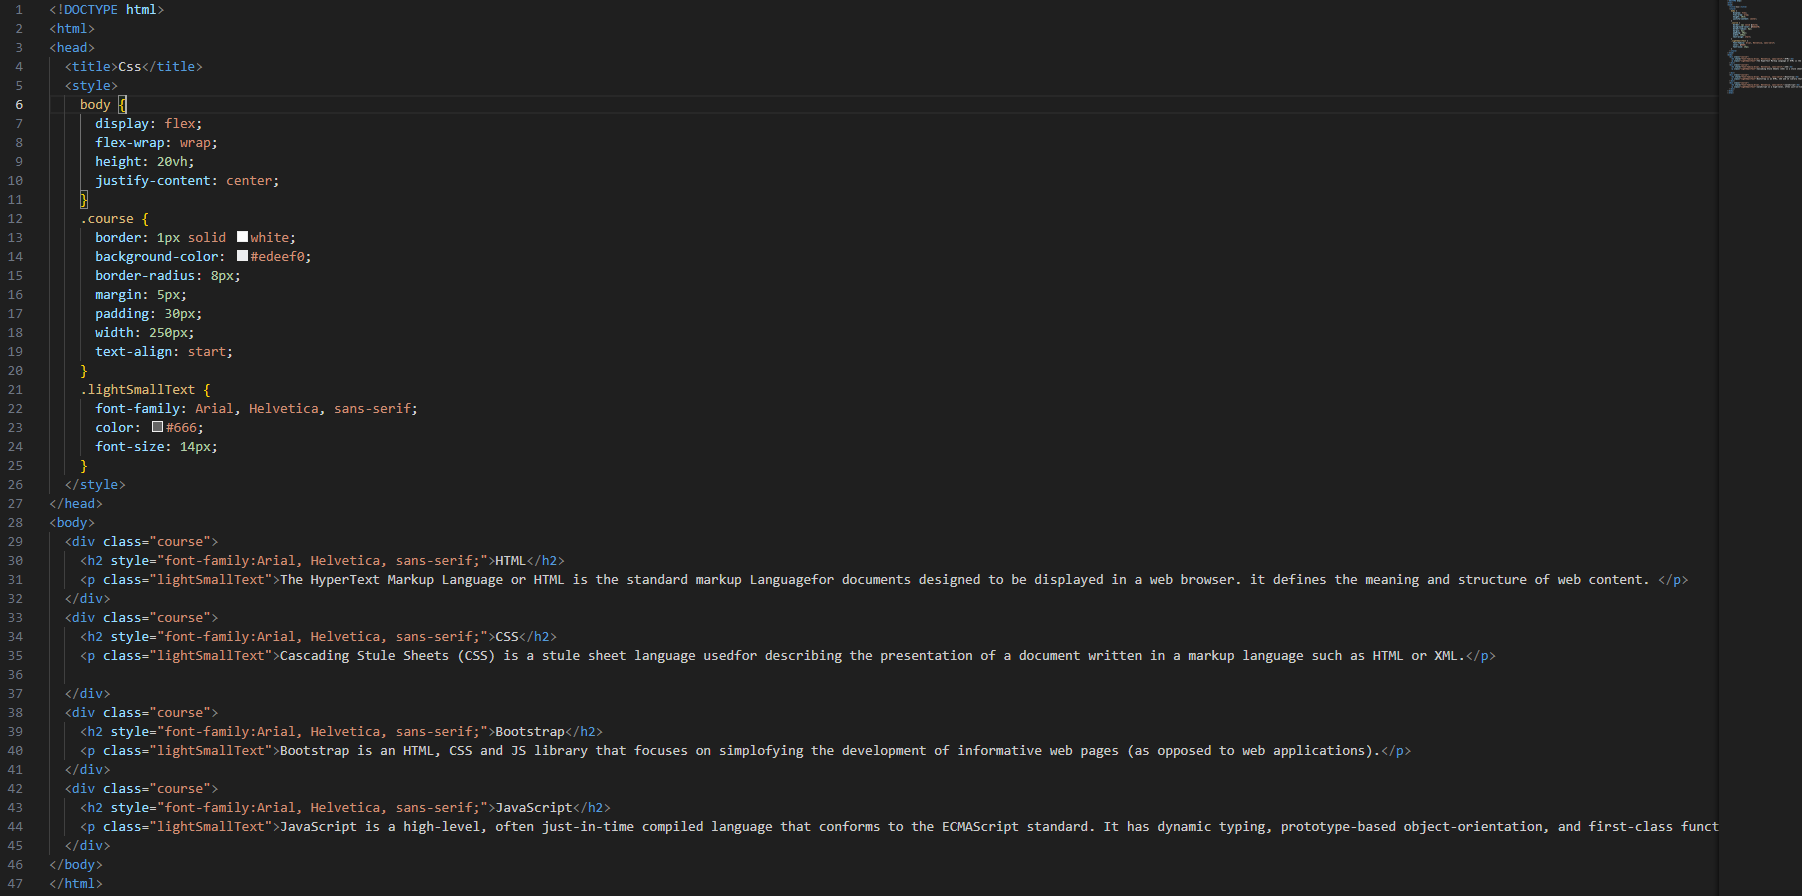 1 <!DOCTYPE html>
2 <html>
3 <head>
4   <title>Css</title>
5   <style>
6     body {
7       display: flex;
8       flex-wrap: wrap;
9       height: 20vh;
10       justify-content: center;
11     }
12     .course {
13       border: 1px solid white;
14       background-color: #edeef0;
15       border-radius: 8px;
16       margin: 5px;
17       padding: 30px;
18       width: 250px;
19       text-align: start;
20     }
21     .lightSmallText {
22       font-family: Arial, Helvetica, sans-serif;
23       color: #666;
24       font-size: 14px;
25     }
26   </style>
27 </head>
28 <body>
29   <div class="course">
30     <h2 style="font-family:Arial, Helvetica, sans-serif;">HTML</h2>
31     <p class="lightSmallText">The HyperText Markup Language or HTML is the standard markup Languagefor documents designed to be displayed in a web browser. it defines the meaning and structure of web content. </p>
32   </div>
33   <div class="course">
34     <h2 style="font-family:Arial, Helvetica, sans-serif;">CSS</h2>
35     <p class="lightSmallText">Cascading Stule Sheets (CSS) is a stule sheet language usedfor describing the presentation of a document written in a markup language such as HTML or XML.</p>
36
37   </div>
38   <div class="course">
39     <h2 style="font-family:Arial, Helvetica, sans-serif;">Bootstrap</h2>
40     <p class="lightSmallText">Bootstrap is an HTML, CSS and JS library that focuses on simplofying the development of informative web pages (as opposed to web applications).</p>
41   </div>
42   <div class="course">
43     <h2 style="font-family:Arial, Helvetica, sans-serif;">JavaScript</h2>
44     <p class="lightSmallText">JavaScript is a high-level, often just-in-time compiled language that conforms to the ECMAScript standard. It has dynamic typing, prototype-based object-orientation, and first-class funct
45   </div>
46 </body>
47 </html>